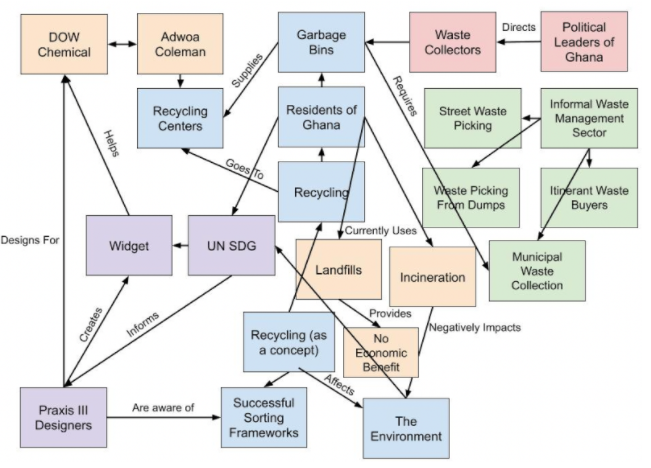 DOW
Chemical
Adwoa
Coleman
Garbage
Bins
Waste
Collectors
Directs
Political
Leaders of
Ghana
Supplies
Requires
Recycling
Centers
Residents of
Ghana
Street Waste
Picking
Informal Waste
Management
Sector
Helps
Goes To
Recycling
Waste Picking
From Dumps
Itinerant Waste
Buyers
Designs For
Widget
UN SDG
Currently Uses
Landfills
Incineration
Municipal
Waste
Collection
Creates
Informs
Provides
Negatively Impacts
Recycling (as
a concept)
No
Economic
Benefit
Affects
Praxis III
Designers
Are aware of
Successful
Sorting
Frameworks
The
Environment